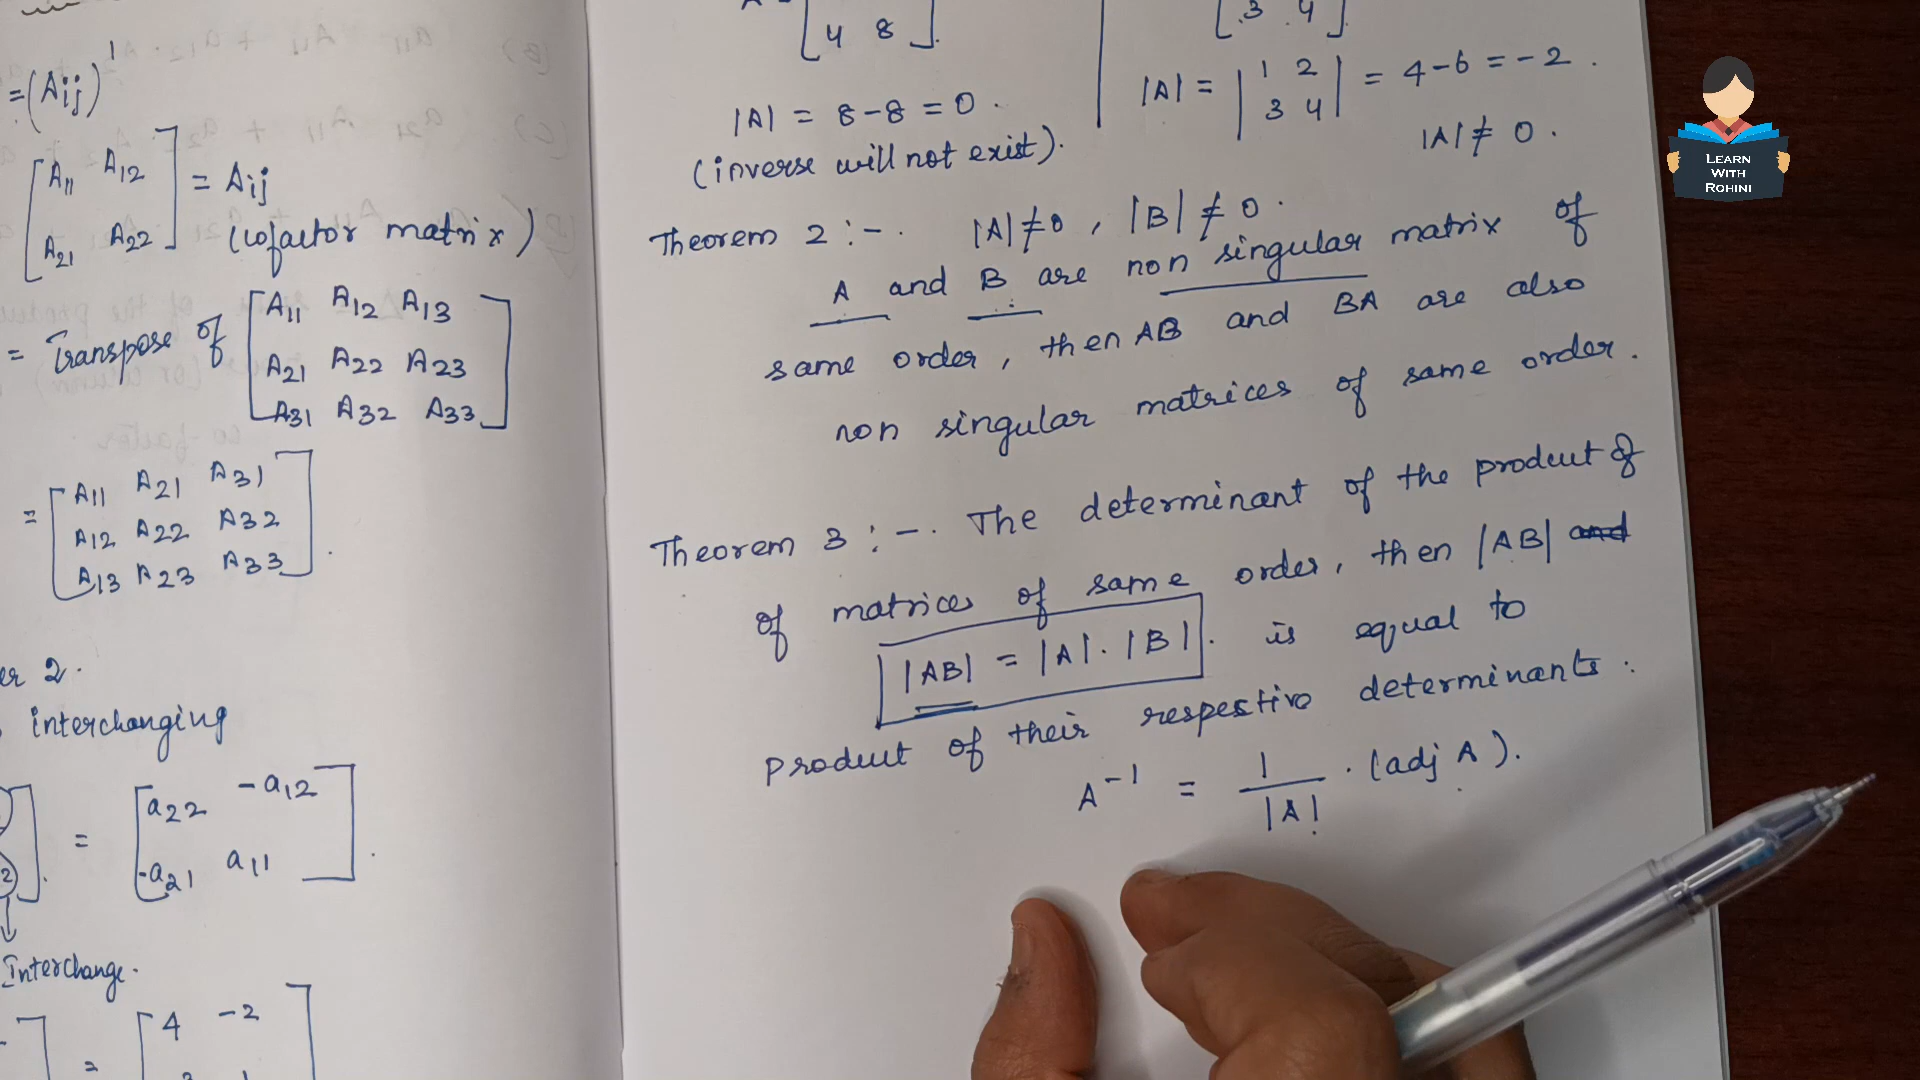 =(Aij)'
[A11 A12
A21 A22] = Aij
(cofactor matrix)
= Transpose of [A11 A12 A13
A21 A22 A23
A31 A32 A33]
= [A11 A21 A31
A12 A22 A32
A13 A23 A33].
er 2.
interchanging
= [a22 -a12
-a21 a11].
Interchange.
= [4 -2
4 8].
|A| = 8-8 = 0.
(inverse will not exist).
3 4].
|A| = |1 2
3 4| = 4-6 = -2.
|A| ≠ 0.
Theorem 2 :-. |A| ≠ 0, |B| ≠ 0.
A and B are non singular matrix of
same order, then AB and BA are also
non singular matrices of same order.
Theorem 3 :-. The determinant of the product of
of matrices of same order, then |AB| and
|AB| = |A|.|B|. is equal to
product of their respective determinants.
A⁻¹ = 1/|A| . (adj A).
LEARN
WITH
ROHINI